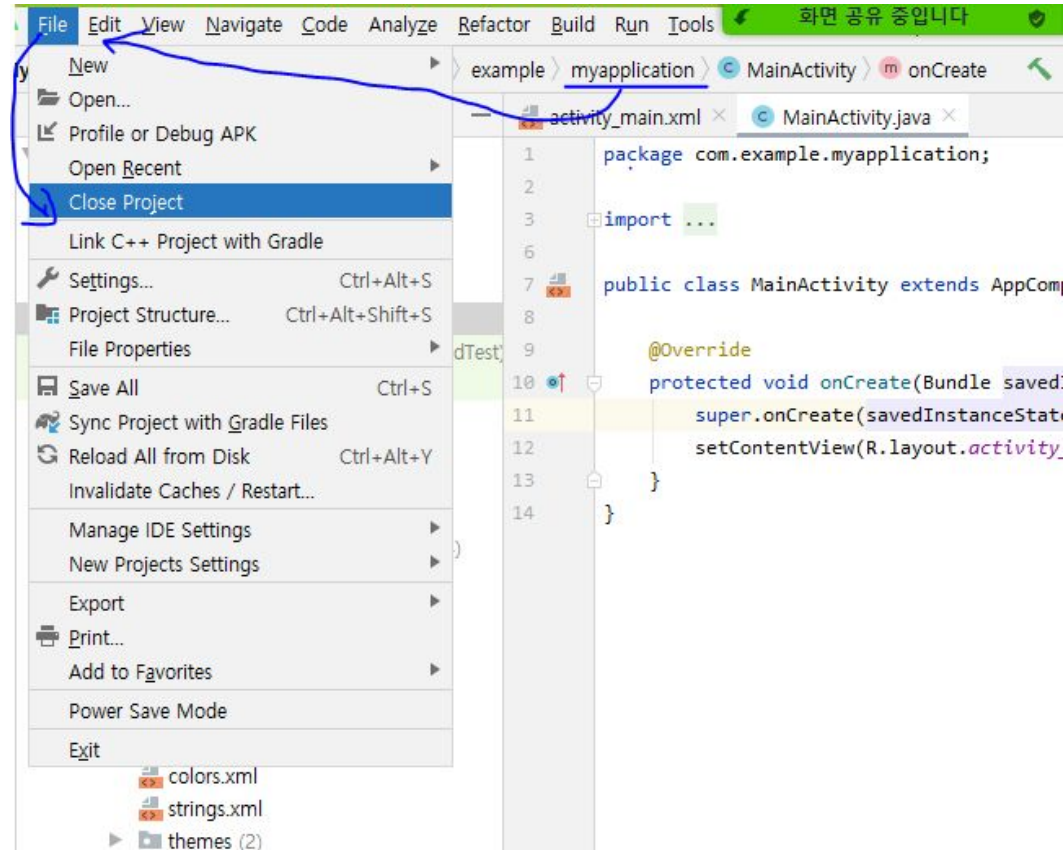 File Edit View Navigate Code Analyze Refactor Build Run Tools 화면 공유 중입니다
example myapplication C MainActivity m onCreate
New
Open...
Profile or Debug APK
Open Recent
Close Project
Link C++ Project with Gradle
Settings... Ctrl+Alt+S
Project Structure... Ctrl+Alt+Shift+S
File Properties
Save All Ctrl+S
Sync Project with Gradle Files
Reload All from Disk Ctrl+Alt+Y
Invalidate Caches / Restart...
Manage IDE Settings
New Projects Settings
Export
Print...
Add to Favorites
Power Save Mode
Exit
colors.xml
strings.xml
themes (2)
dTest)
activity_main.xml × C MainActivity.java ×
1 package com.example.myapplication;
2
3 import ...
6
7 public class MainActivity extends AppComp
8
9 @Override
10 protected void onCreate(Bundle savedI
11 super.onCreate(savedInstanceState
12 setContentView(R.layout.activity_
13 }
14 }